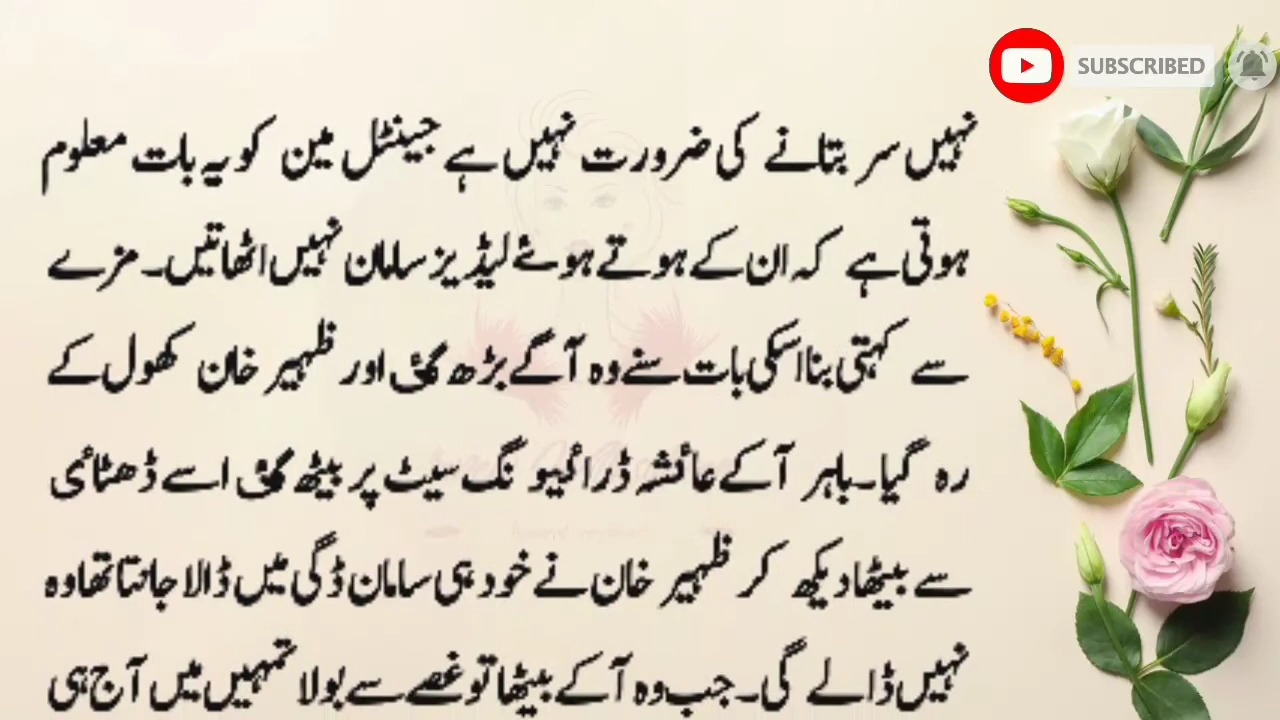 SUBSCRIBED
نہیں سر بتانے کی ضرورت نہیں ہے جینٹل مین کو یہ بات معلوم
ہوتی ہے کہ ان کے ہوتے ہوئے لیڈیز سامان نہیں اٹھاتیں۔ مزے
سے کہتی بنا اسکی بات سنے وہ آگے بڑھ گئی اور ظہیر خان کھول کے
رہ گیا۔ باہر آکے عائشہ ڈرائیونگ سیٹ پر بیٹھ گئی اسے ڈھٹائی
سے بیٹھا دیکھ کر ظہیر خان نے خود ہی سامان ڈگی میں ڈالا جانتا تھا وہ
نہیں ڈالے گی۔ جب وہ آکے بیٹھا تو غصے سے بولا تمہیں میں آج ہی